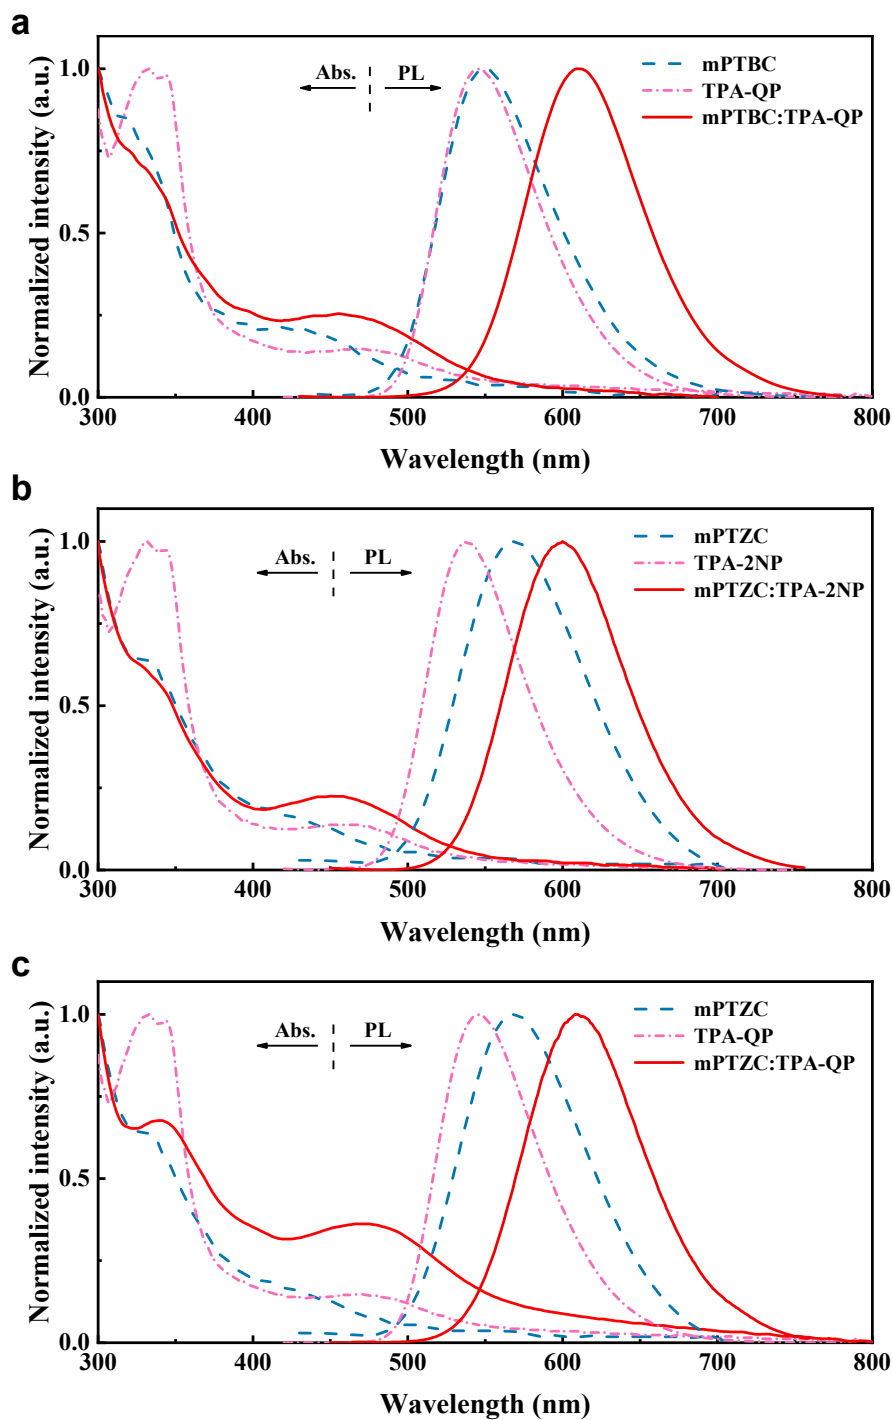 a
Normalized intensity (a.u.)
1.0
0.5
0.0
Abs.
PL
mPTBC
TPA-QP
mPTBC:TPA-QP
300
400
500
600
700
800
Wavelength (nm)
b
Normalized intensity (a.u.)
1.0
0.5
0.0
Abs.
PL
mPTZC
TPA-2NP
mPTZC:TPA-2NP
300
400
500
600
700
800
Wavelength (nm)
c
Normalized intensity (a.u.)
1.0
0.5
0.0
Abs.
PL
mPTZC
TPA-QP
mPTZC:TPA-QP
300
400
500
600
700
800
Wavelength (nm)